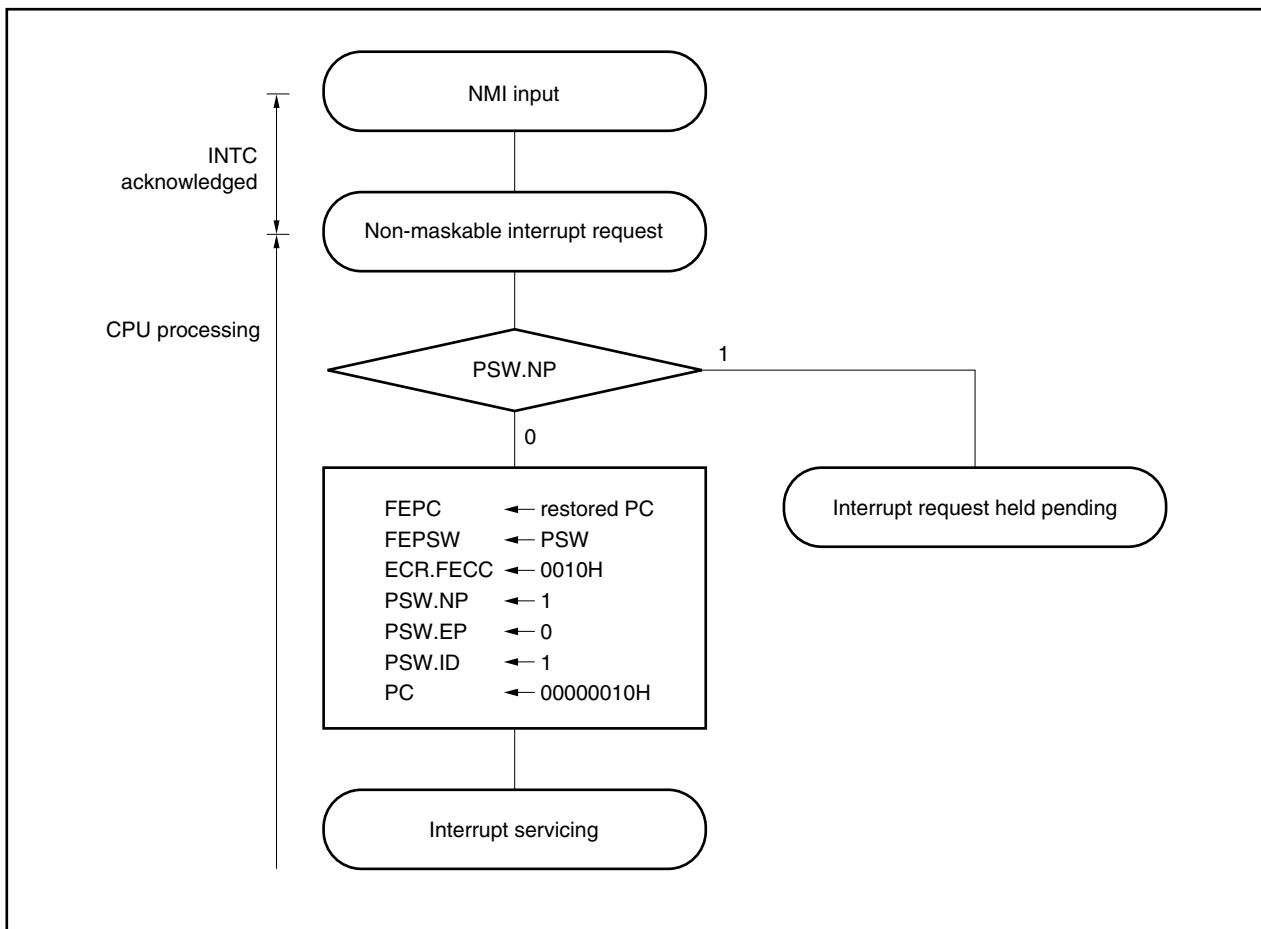 NMI input
INTC
acknowledged
Non-maskable interrupt request
CPU processing
PSW.NP
1
0
FEPC ← restored PC
FEPSW ← PSW
ECR.FECC ← 0010H
PSW.NP ← 1
PSW.EP ← 0
PSW.ID ← 1
PC ← 00000010H
Interrupt request held pending
Interrupt servicing